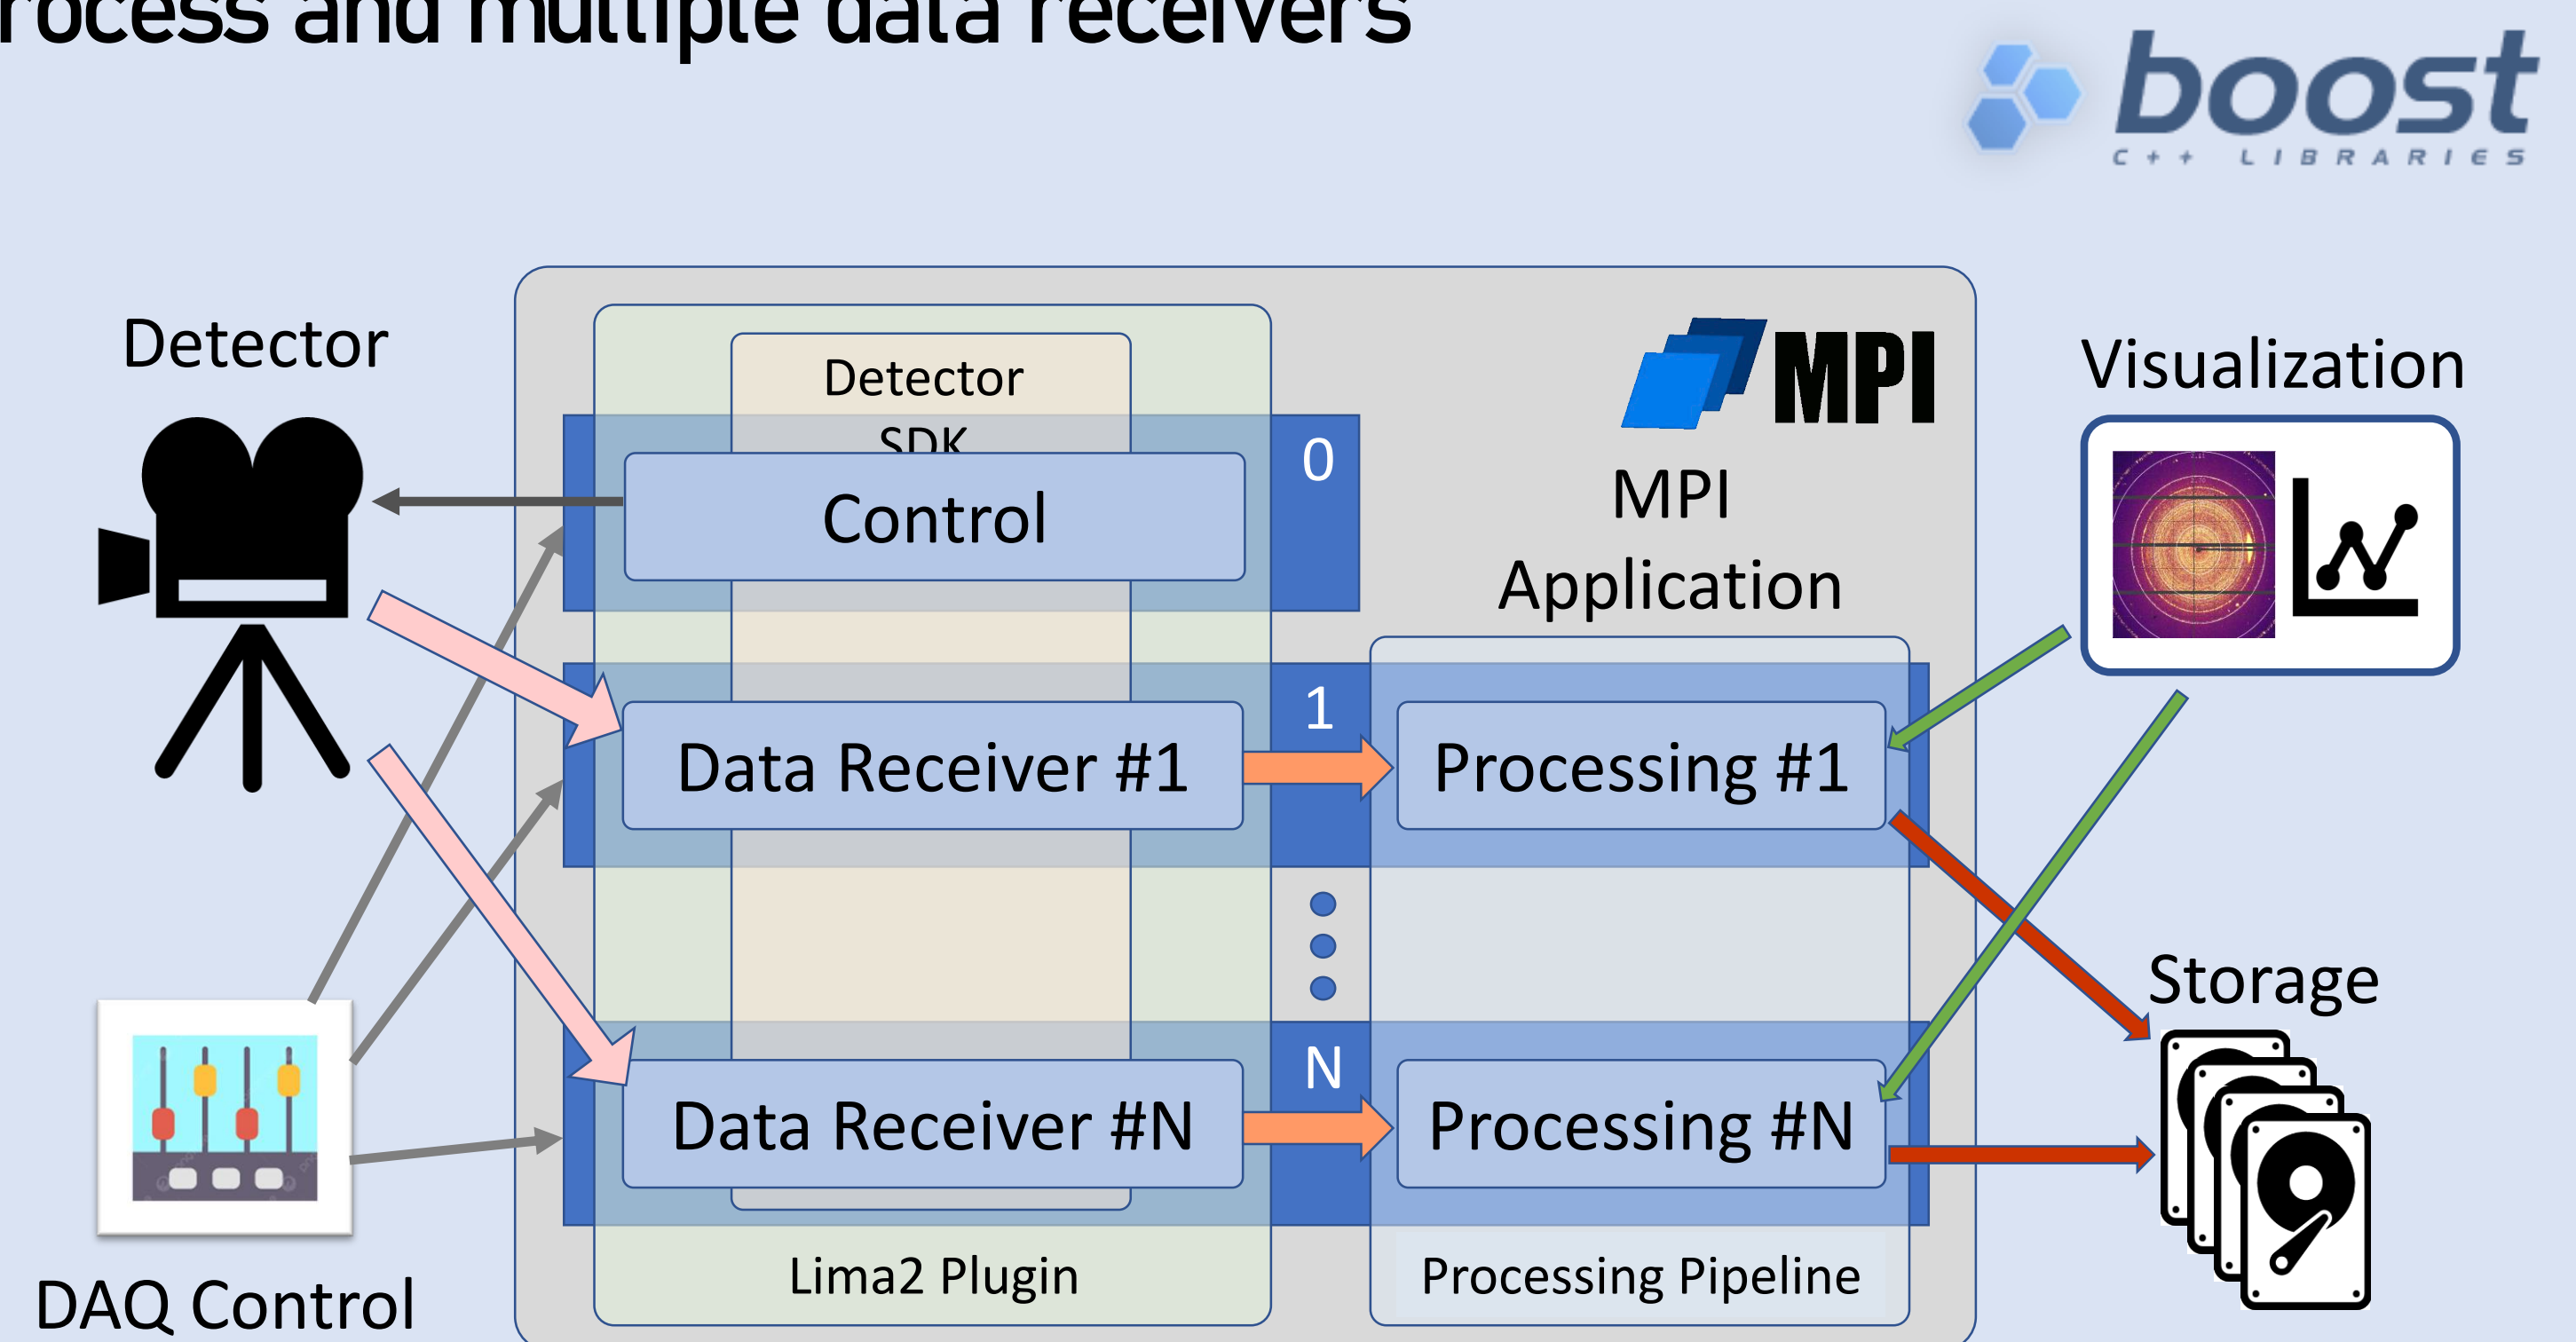 and multiple data receivers
boost
C++ LIBRARIES
Detector
Detector
SDK
MPI
Visualization
0
Control
MPI
Application
1
Data Receiver #1
Processing #1
Storage
N
Data Receiver #N
Processing #N
Lima2 Plugin
Processing Pipeline
DAQ Control